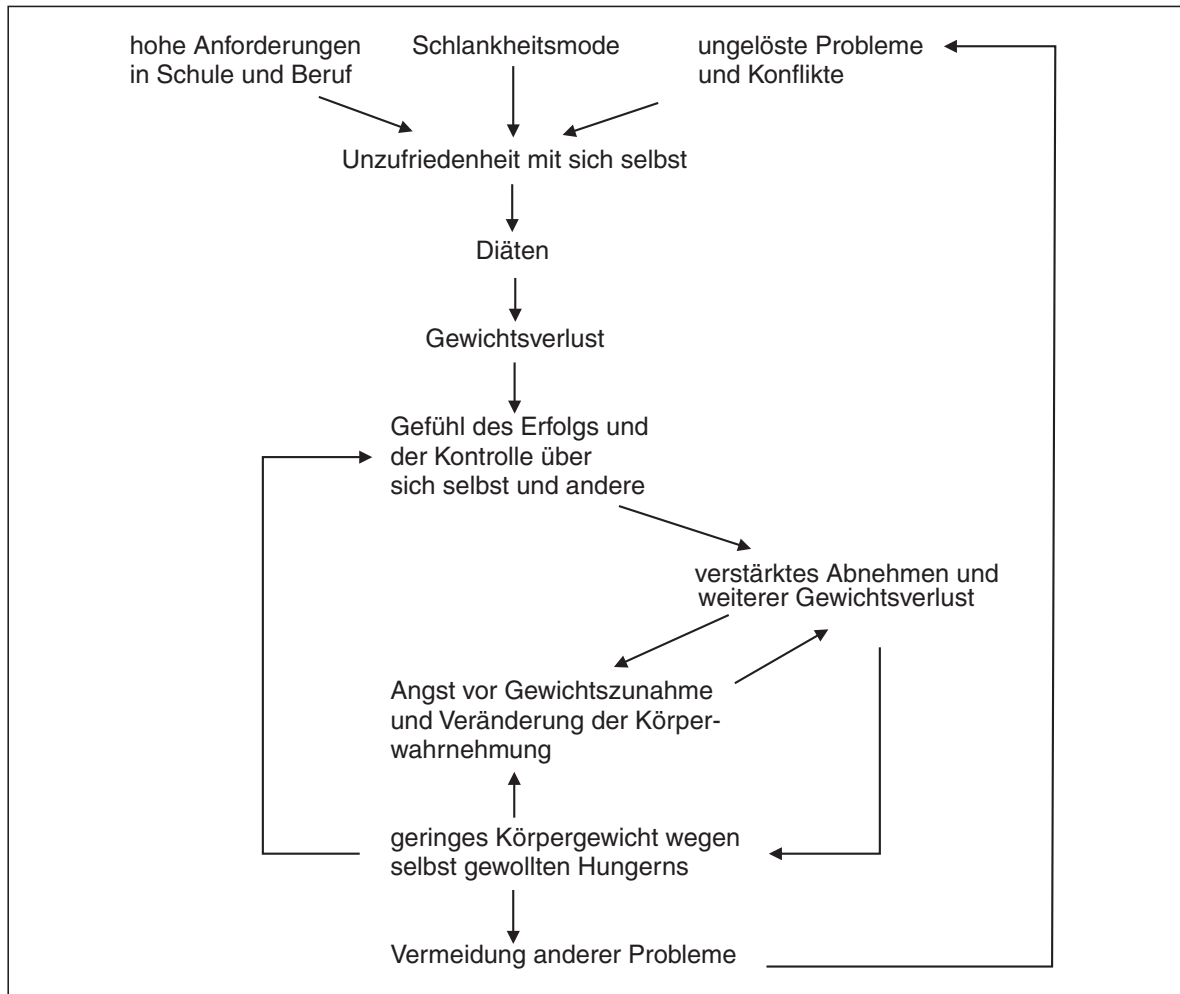 hohe Anforderungen
in Schule und Beruf
Schlankheitsmode
ungelöste Probleme
und Konflikte
Unzufriedenheit mit sich selbst
Diäten
Gewichtsverlust
Gefühl des Erfolgs und
der Kontrolle über
sich selbst und andere
verstärktes Abnehmen und
weiterer Gewichtsverlust
Angst vor Gewichtszunahme
und Veränderung der Körper-
wahrnehmung
geringes Körpergewicht wegen
selbst gewollten Hungerns
Vermeidung anderer Probleme